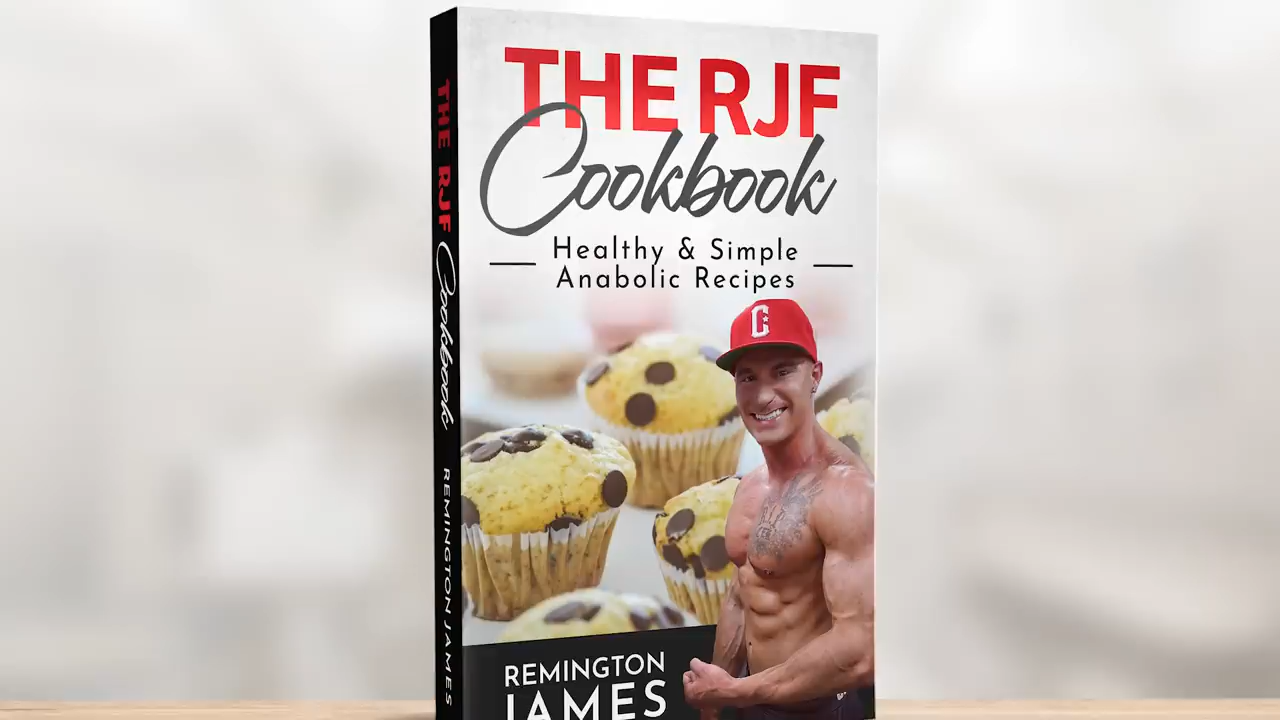 THE RJF
Cookbook
Healthy & Simple
Anabolic Recipes
C
REMINGTON
JAMES
THE RJF Cookbook REMINGTON JAMES